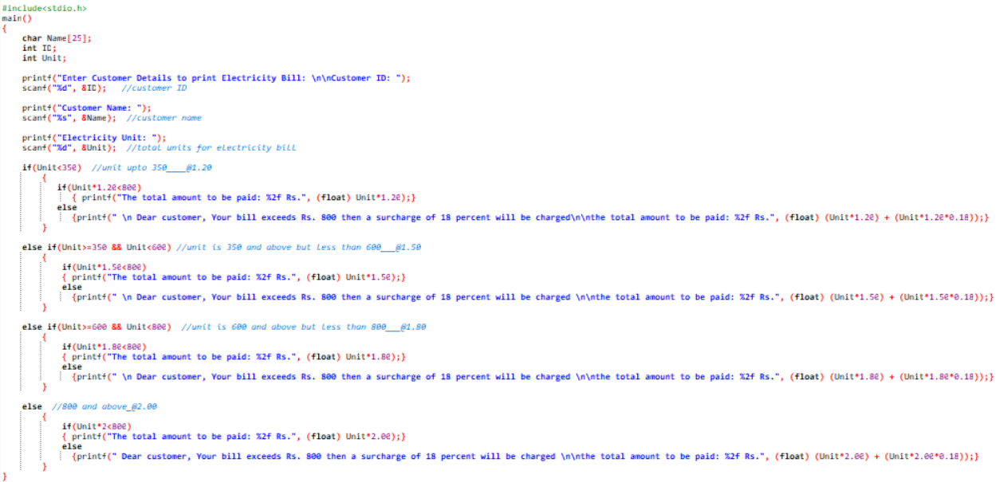 #include<stdio.h>
main()
{
char Name[25];
int ID;
int Unit;
printf("Enter Customer Details to print Electricity Bill: \n\nCustomer ID: ");
scanf("%d", &ID); //customer ID
printf("Customer Name: ");
scanf("%s", &Name); //customer name
printf("Electricity Unit: ");
scanf("%d", &Unit); //total units for electricity bill
if(Unit<350) //unit upto 350____@1.20
{
if(Unit*1.20<800)
{ printf("The total amount to be paid: %2f Rs.", (float) Unit*1.20);}
else
{printf(" \n Dear customer, Your bill exceeds Rs. 800 then a surcharge of 18 percent will be charged\n\nthe total amount to be paid: %2f Rs.", (float) (Unit*1.20) + (Unit*1.20*0.18));}
}
else if(Unit>=350 && Unit<600) //unit is 350 and above but less than 600___@1.50
{
if(Unit*1.50<800)
{ printf("The total amount to be paid: %2f Rs.", (float) Unit*1.50);}
else
{printf(" \n Dear customer, Your bill exceeds Rs. 800 then a surcharge of 18 percent will be charged \n\nthe total amount to be paid: %2f Rs.", (float) (Unit*1.50) + (Unit*1.50*0.18));}
}
else if(Unit>=600 && Unit<800) //unit is 600 and above but less than 800___@1.80
{
if(Unit*1.80<800)
{ printf("The total amount to be paid: %2f Rs.", (float) Unit*1.80);}
else
{printf(" \n Dear customer, Your bill exceeds Rs. 800 then a surcharge of 18 percent will be charged \n\nthe total amount to be paid: %2f Rs.", (float) (Unit*1.80) + (Unit*1.80*0.18));}
}
else //800 and above_@2.00
{
if(Unit*2<800)
{ printf("The total amount to be paid: %2f Rs.", (float) Unit*2.00);}
else
{printf(" Dear customer, Your bill exceeds Rs. 800 then a surcharge of 18 percent will be charged \n\nthe total amount to be paid: %2f Rs.", (float) (Unit*2.00) + (Unit*2.00*0.18));}
}
}